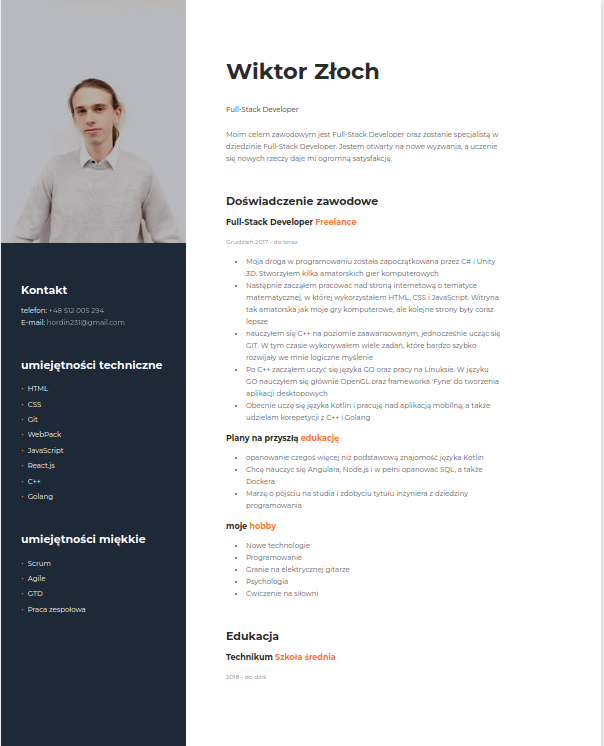 Wiktor Złoch
Full-Stack Developer
Moim celem zawodowym jest Full-Stack Developer oraz zostanie specjalistą w
dziedzinie Full-Stack Developer. Jestem otwarty na nowe wyzwania, a uczenie
się nowych rzeczy daje mi ogromną satysfakcję.
Doświadczenie zawodowe
Full-Stack Developer Freelance
Grudzień 2017 - do teraz
• Moja droga w programowaniu została zapoczątkowana przez C# i Unity
3D. Stworzyłem kilka amatorskich gier komputerowych
• Następnie zacząłem pracować nad stroną internetową o tematyce
matematycznej, w której wykorzystałem HTML, CSS i JavaScript. Witryna
tak amatorska jak moje gry komputerowe, ale kolejne strony były coraz
lepsze
• nauczyłem się C++ na poziomie zaawansowanym, jednocześnie ucząc się
GIT. W tym czasie wykonywałem wiele zadań, które bardzo szybko
rozwijały we mnie logiczne myślenie
• Po C++ zacząłem uczyć się języka GO oraz pracy na Linuksie. W języku
GO nauczyłem się głównie OpenGL oraz frameworka 'Fyne' do tworzenia
aplikacji desktopowych
• Obecnie uczę się języka Kotlin i pracuję nad aplikacją mobilną, a także
udzielam korepetycji z C++ i Golang
Plany na przyszłą edukację
• opanowanie czegoś więcej niż podstawową znajomość języka Kotlin
• Chcę nauczyć się Angulara, Node.js i w pełni opanować SQL, a także
Dockera
• Marzę o pójściu na studia i zdobyciu tytułu inżyniera z dziedziny
programowania
moje hobby
• Nowe technologie
• Programowanie
• Granie na elektrycznej gitarze
• Psychologia
• Ćwiczenie na siłowni
Edukacja
Technikum Szkoła średnia
2018 - do dziś
Kontakt
telefon: +48 512 005 294
E-mail: hordin231@gmail.com
umiejętności techniczne
• HTML
• CSS
• Git
• WebPack
• JavaScript
• React.js
• C++
• Golang
umiejętności miękkie
• Scrum
• Agile
• GTD
• Praca zespołowa